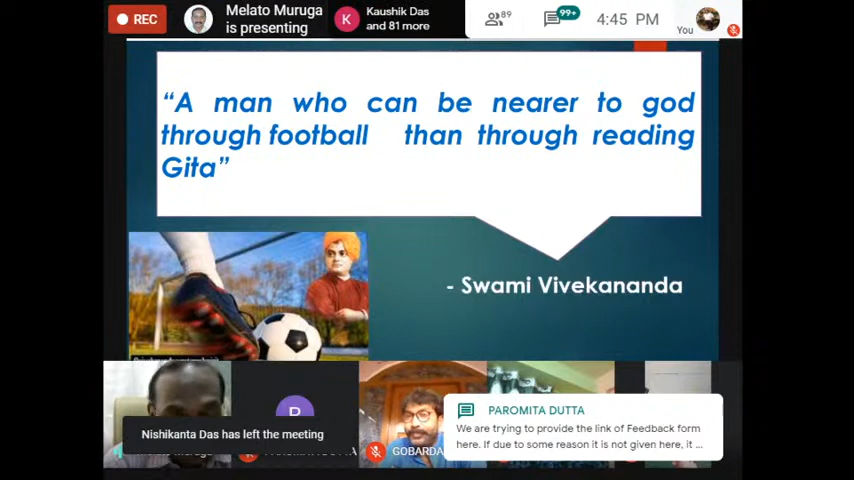 REC
Melato Muruga
is presenting
K
Kaushik Das
and 81 more
89
99+
4:45 PM
You
“A man who can be nearer to god
through football than through reading
Gita”
- Swami Vivekananda
Nishikanta Das has left the meeting
GOBARDA
PAROMITA DUTTA
We are trying to provide the link of Feedback form
here. If due to some reason it is not given here, it ...